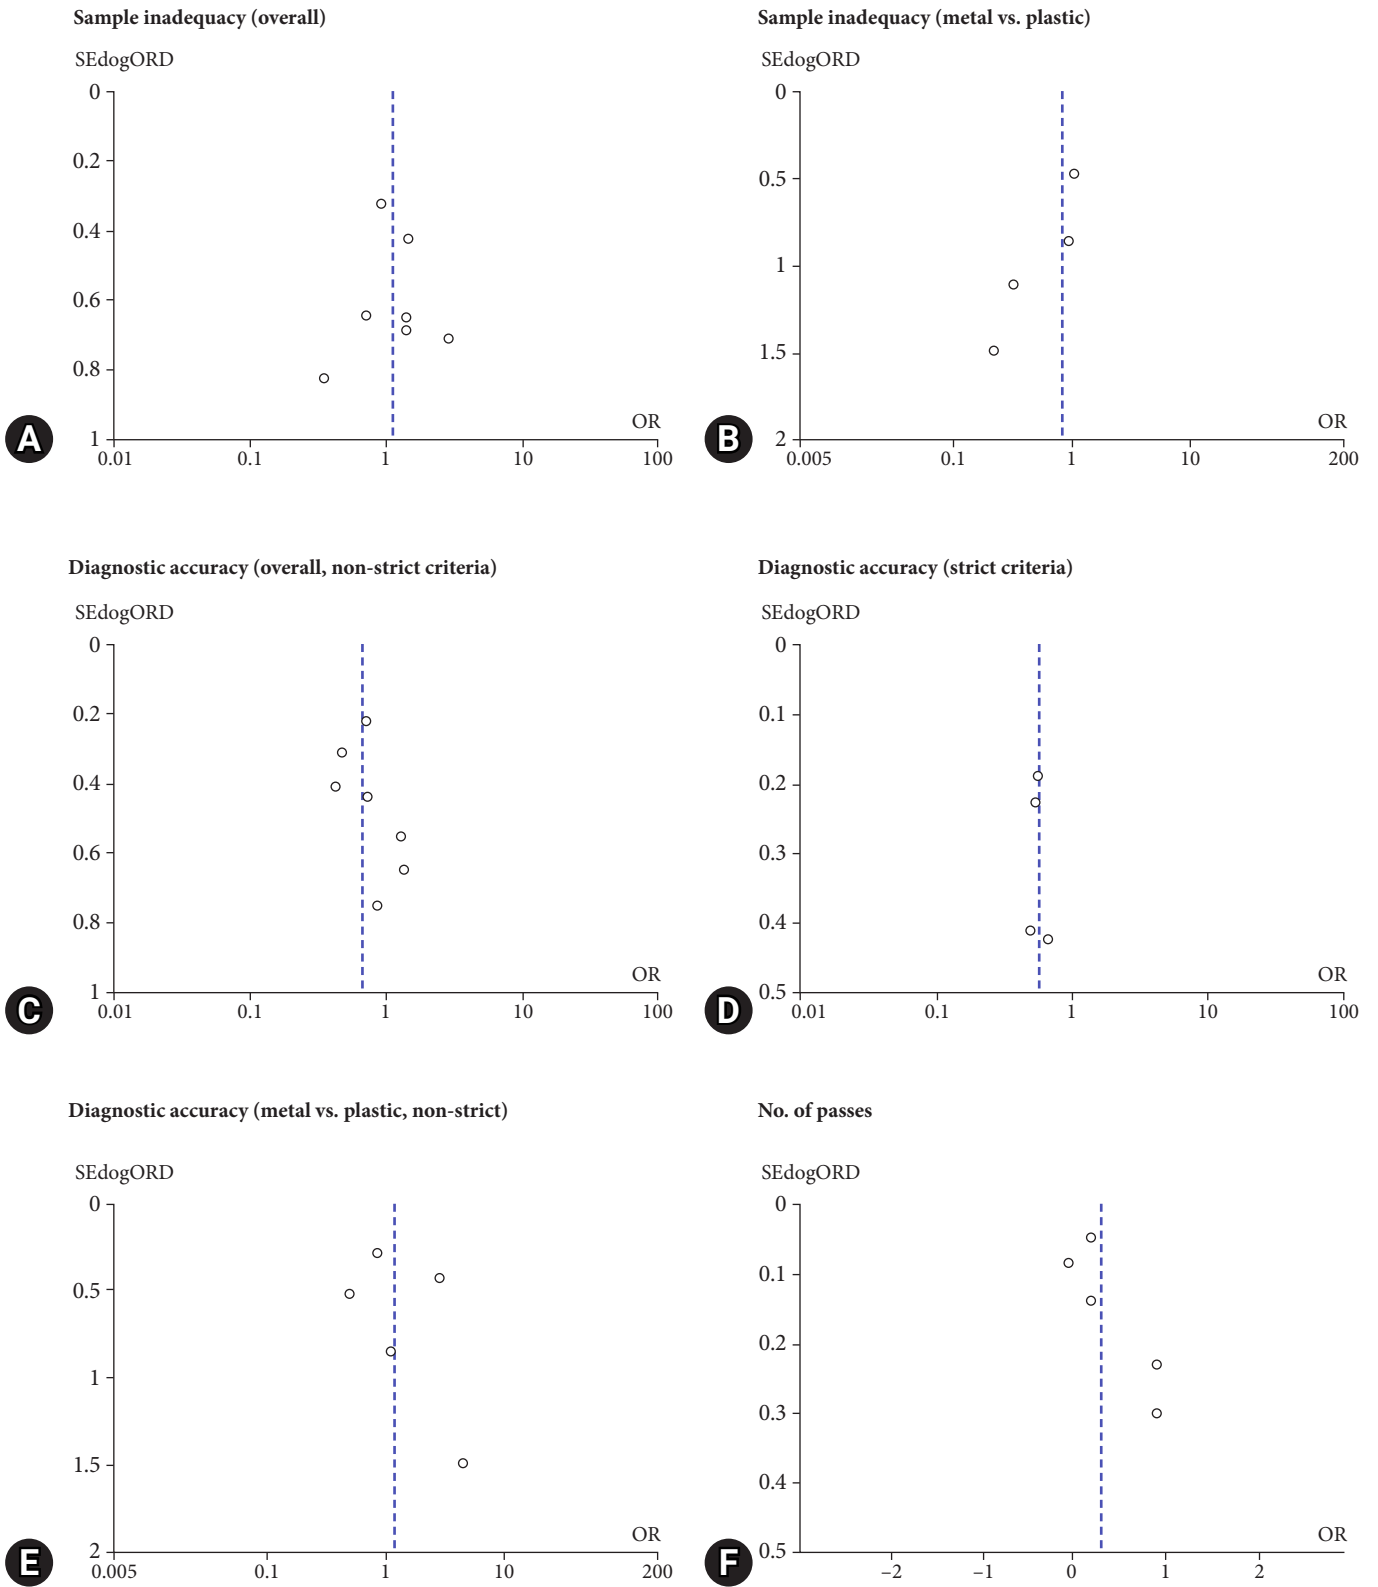 Sample inadequacy (overall)
SEdogORD
0
0.2
0.4
0.6
0.8
1
OR
0.01 0.1 1 10 100
A
Sample inadequacy (metal vs. plastic)
SEdogORD
0
0.5
1
1.5
2
OR
0.005 0.1 1 10 200
B
Diagnostic accuracy (overall, non-strict criteria)
SEdogORD
0
0.2
0.4
0.6
0.8
1
OR
0.01 0.1 1 10 100
C
Diagnostic accuracy (strict criteria)
SEdogORD
0
0.1
0.2
0.3
0.4
0.5
OR
0.01 0.1 1 10 100
D
Diagnostic accuracy (metal vs. plastic, non-strict)
SEdogORD
0
0.5
1
1.5
2
OR
0.005 0.1 1 10 200
E
No. of passes
SEdogORD
0
0.1
0.2
0.3
0.4
0.5
OR
−2 −1 0 1 2
F